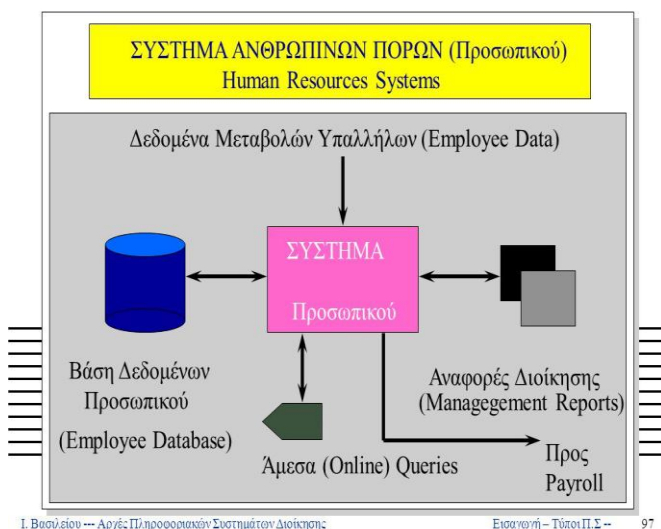 ΣΥΣΤΗΜΑ ΑΝΘΡΩΠΙΝΩΝ ΠΟΡΩΝ (Προσωπικού)
Human Resources Systems
Δεδομένα Μεταβολών Υπαλλήλων (Employee Data)
ΣΥΣΤΗΜΑ
Προσωπικού
Βάση Δεδομένων
Προσωπικού
(Employee Database)
Αναφορές Διοίκησης
(Managegement Reports)
Άμεσα (Online) Queries
Προς
Payroll
Ι. Βασιλείου --- Αρχές Πληροφοριακών Συστημάτων Διοίκησης
Εισαγωγή – Τύποι Π.Σ -- 97